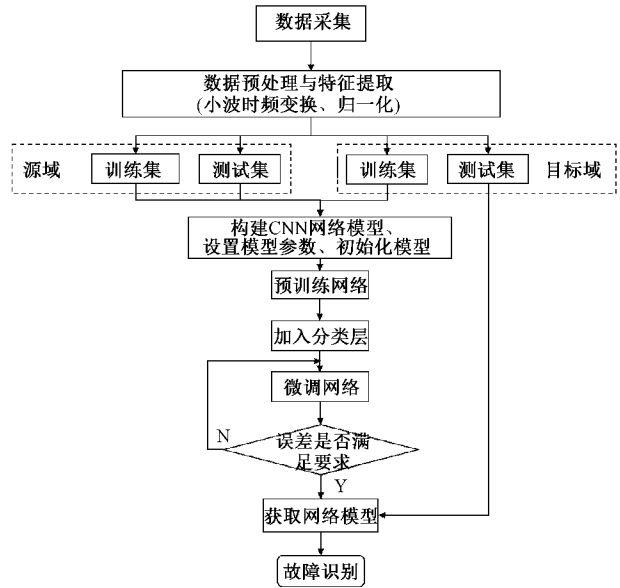 数据采集
数据预处理与特征提取
(小波时频变换、归一化)
源域
训练集
测试集
训练集
测试集
目标域
构建CNN网络模型、
设置模型参数、初始化模型
预训练网络
加入分类层
微调网络
N
误差是否满
足要求
Y
获取网络模型
故障识别